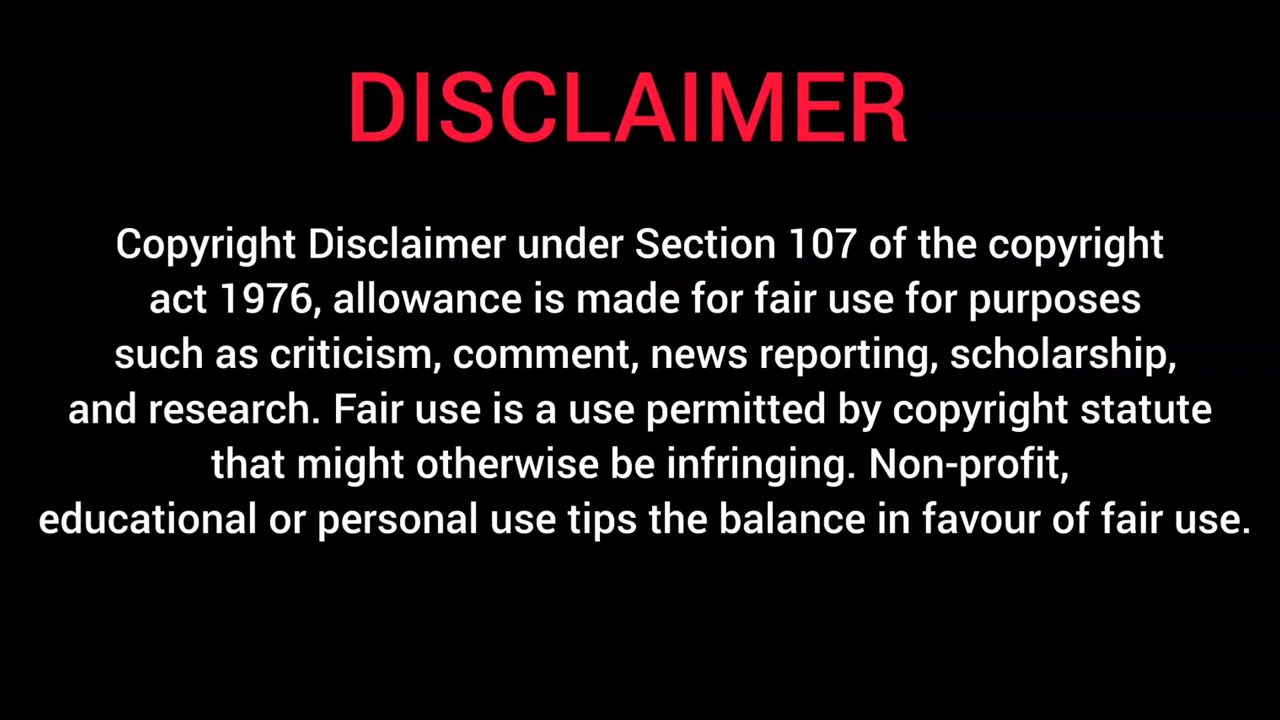 DISCLAIMER
Copyright Disclaimer under Section 107 of the copyright
act 1976, allowance is made for fair use for purposes
such as criticism, comment, news reporting, scholarship,
and research. Fair use is a use permitted by copyright statute
that might otherwise be infringing. Non-profit,
educational or personal use tips the balance in favour of fair use.